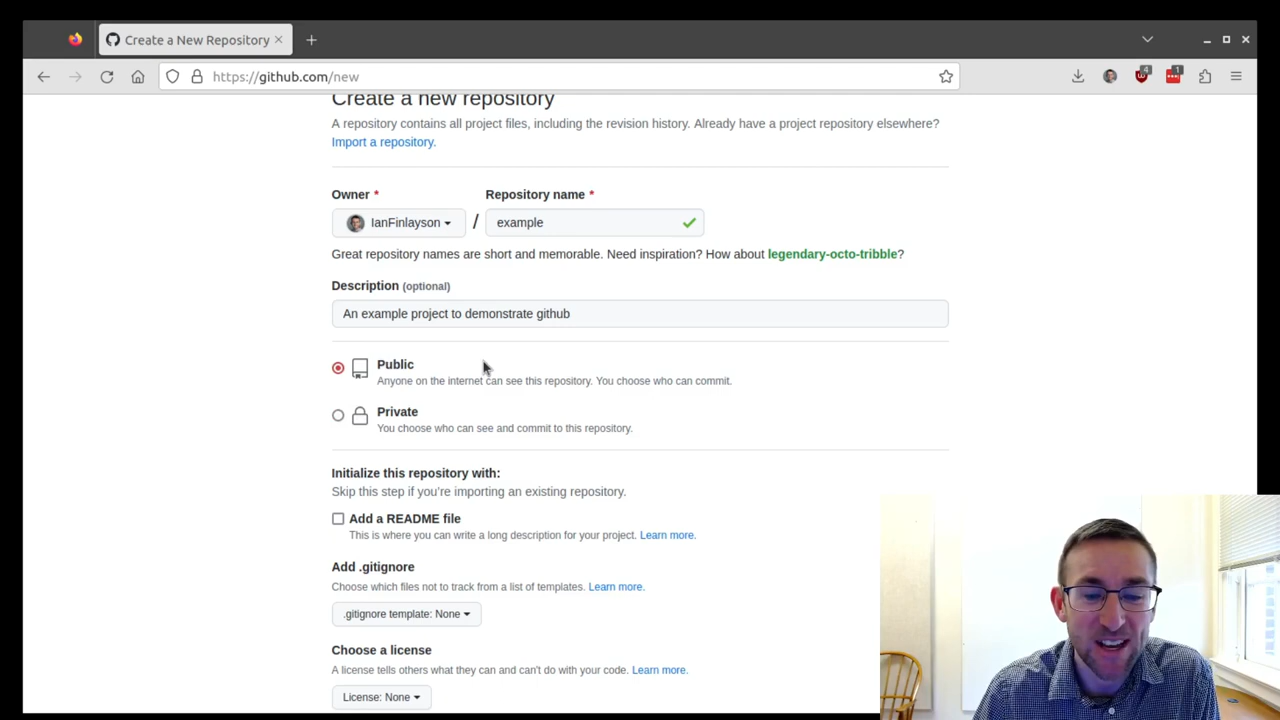 Create a New Repository
https://github.com/new
4
1
Create a new repository
A repository contains all project files, including the revision history. Already have a project repository elsewhere?
Import a repository.
Owner * Repository name *
IanFinlayson / example
Great repository names are short and memorable. Need inspiration? How about legendary-octo-tribble?
Description (optional)
An example project to demonstrate github
Public
Anyone on the internet can see this repository. You choose who can commit.
Private
You choose who can see and commit to this repository.
Initialize this repository with:
Skip this step if you're importing an existing repository.
Add a README file
This is where you can write a long description for your project. Learn more.
Add .gitignore
Choose which files not to track from a list of templates. Learn more.
.gitignore template: None
Choose a license
A license tells others what they can and can't do with your code. Learn more.
License: None